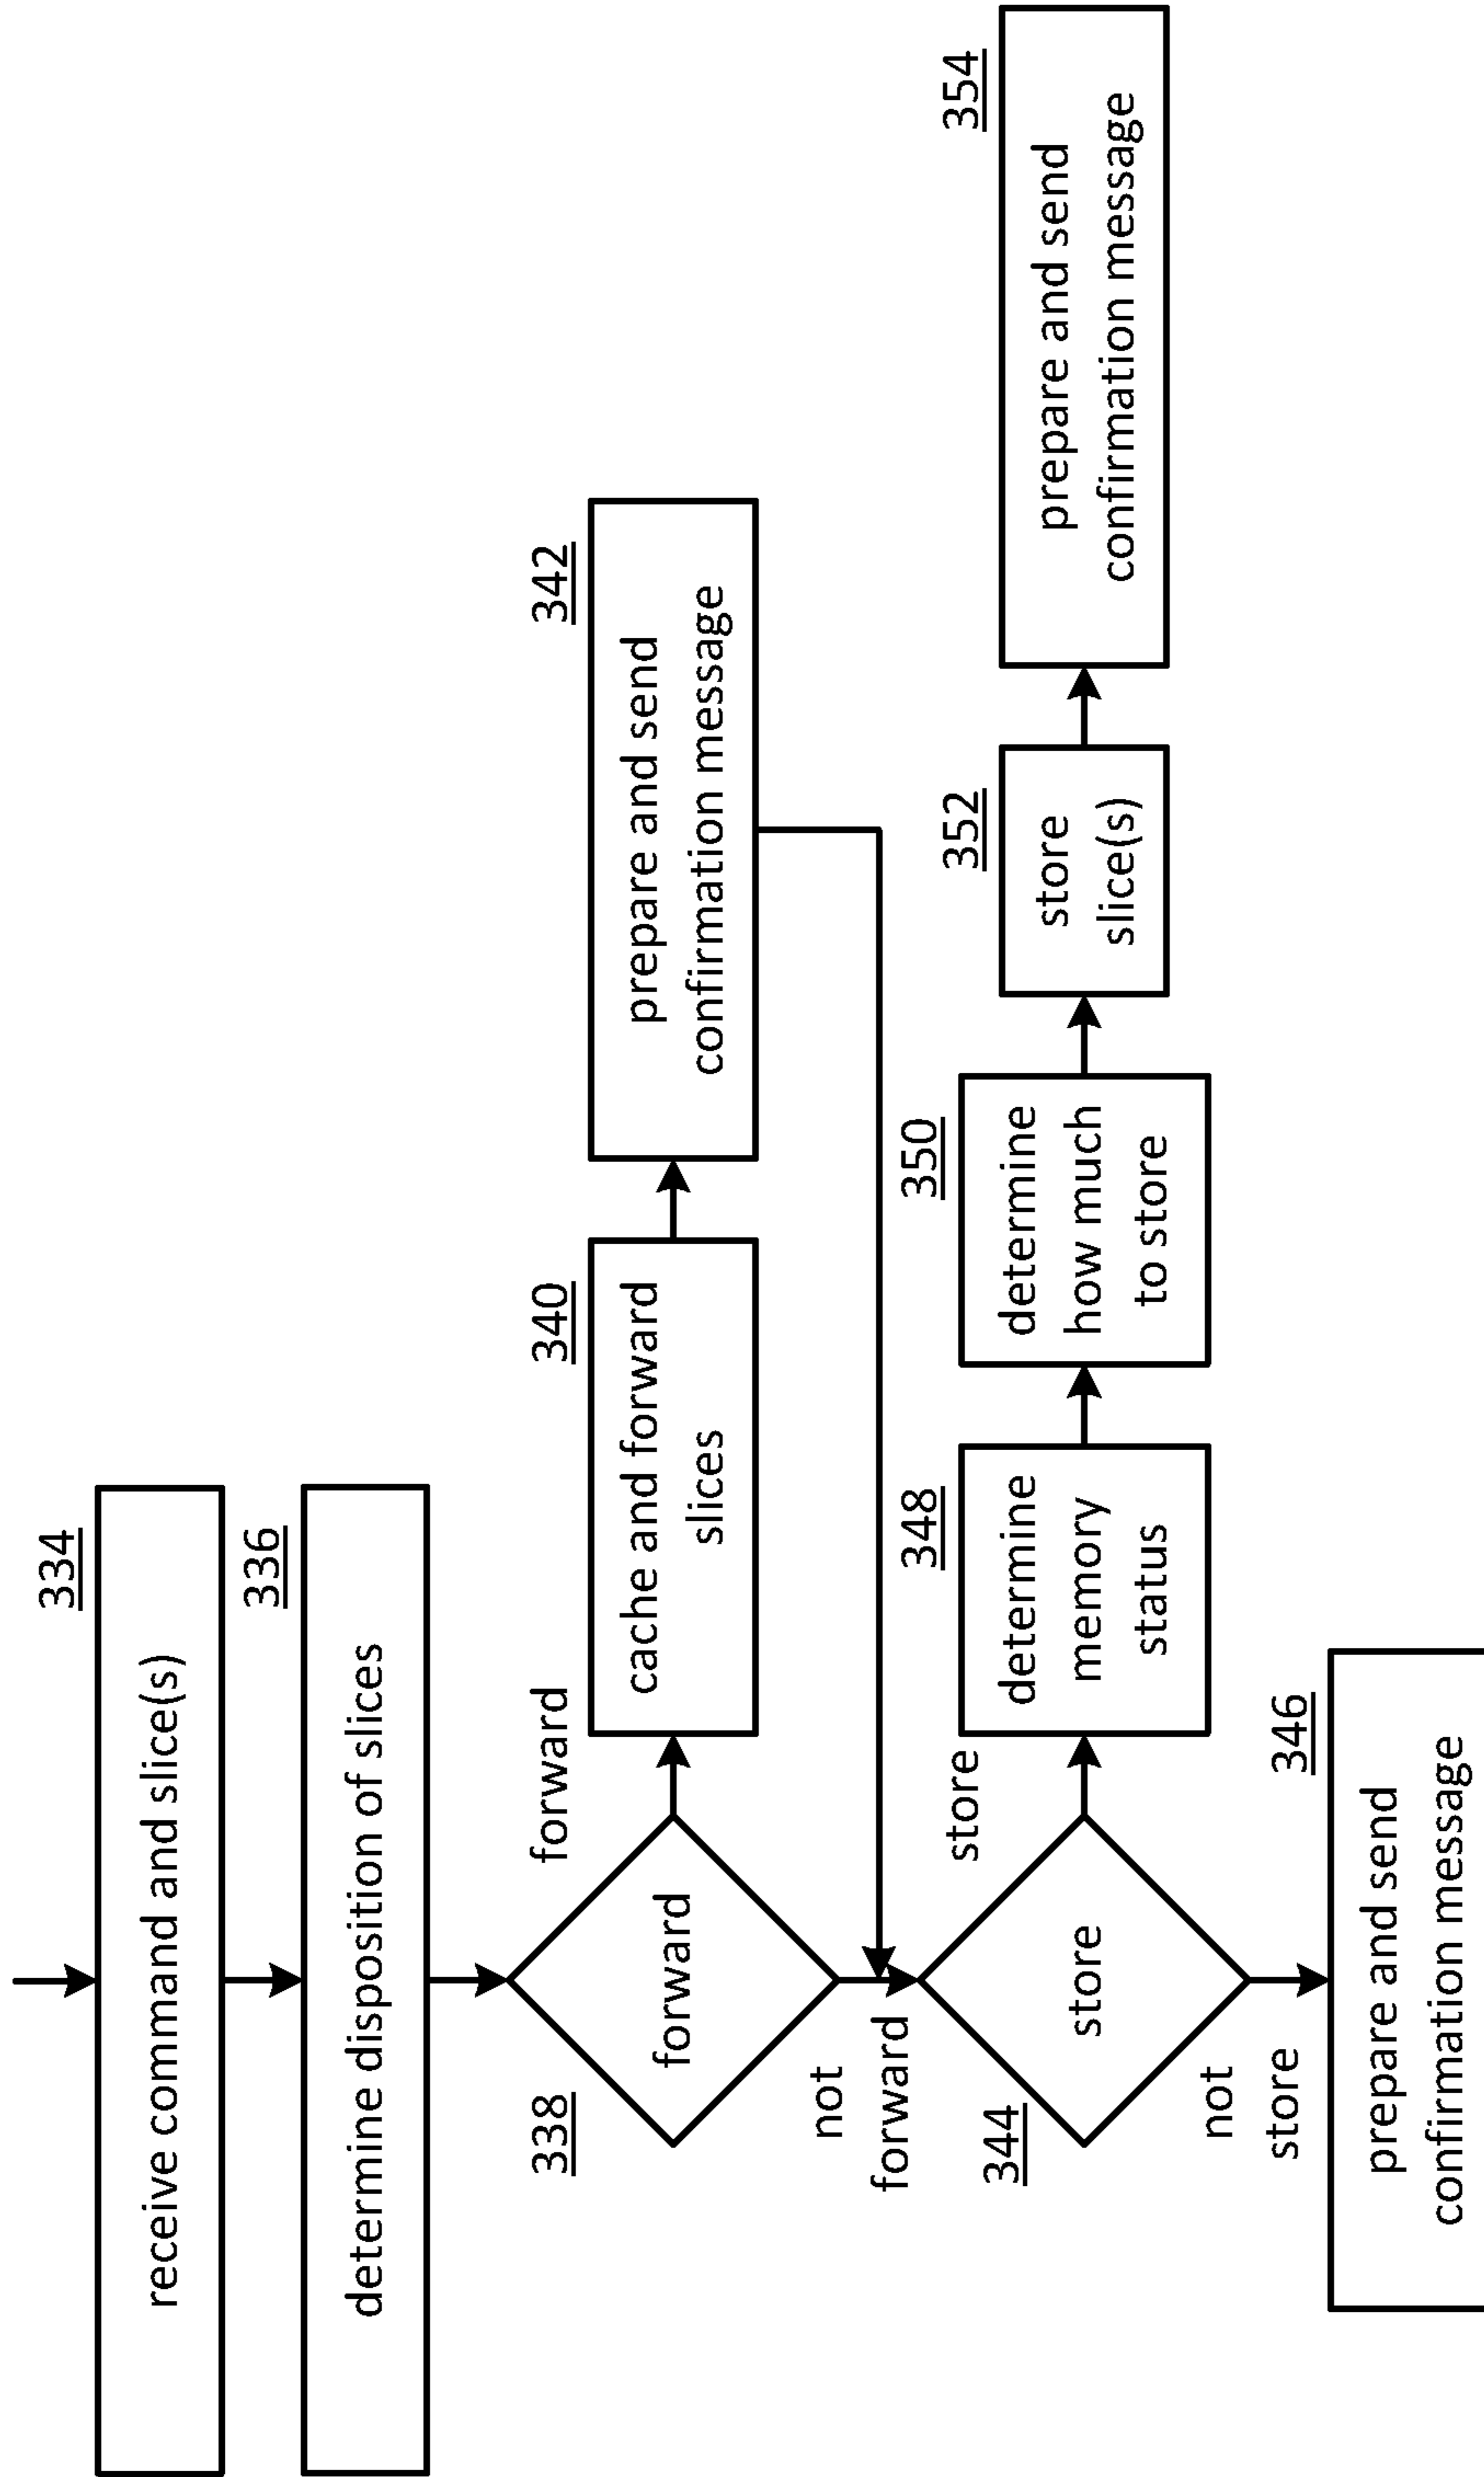 334
receive command and slice(s)
336
determine disposition of slices
338
forward
forward
340
cache and forward
slices
342
prepare and send
confirmation message
not
forward
344
store
store
348
determine
memory
status
350
determine
how much
to store
352
store
slice(s)
354
prepare and send
confirmation message
not
store
346
prepare and send
confirmation message